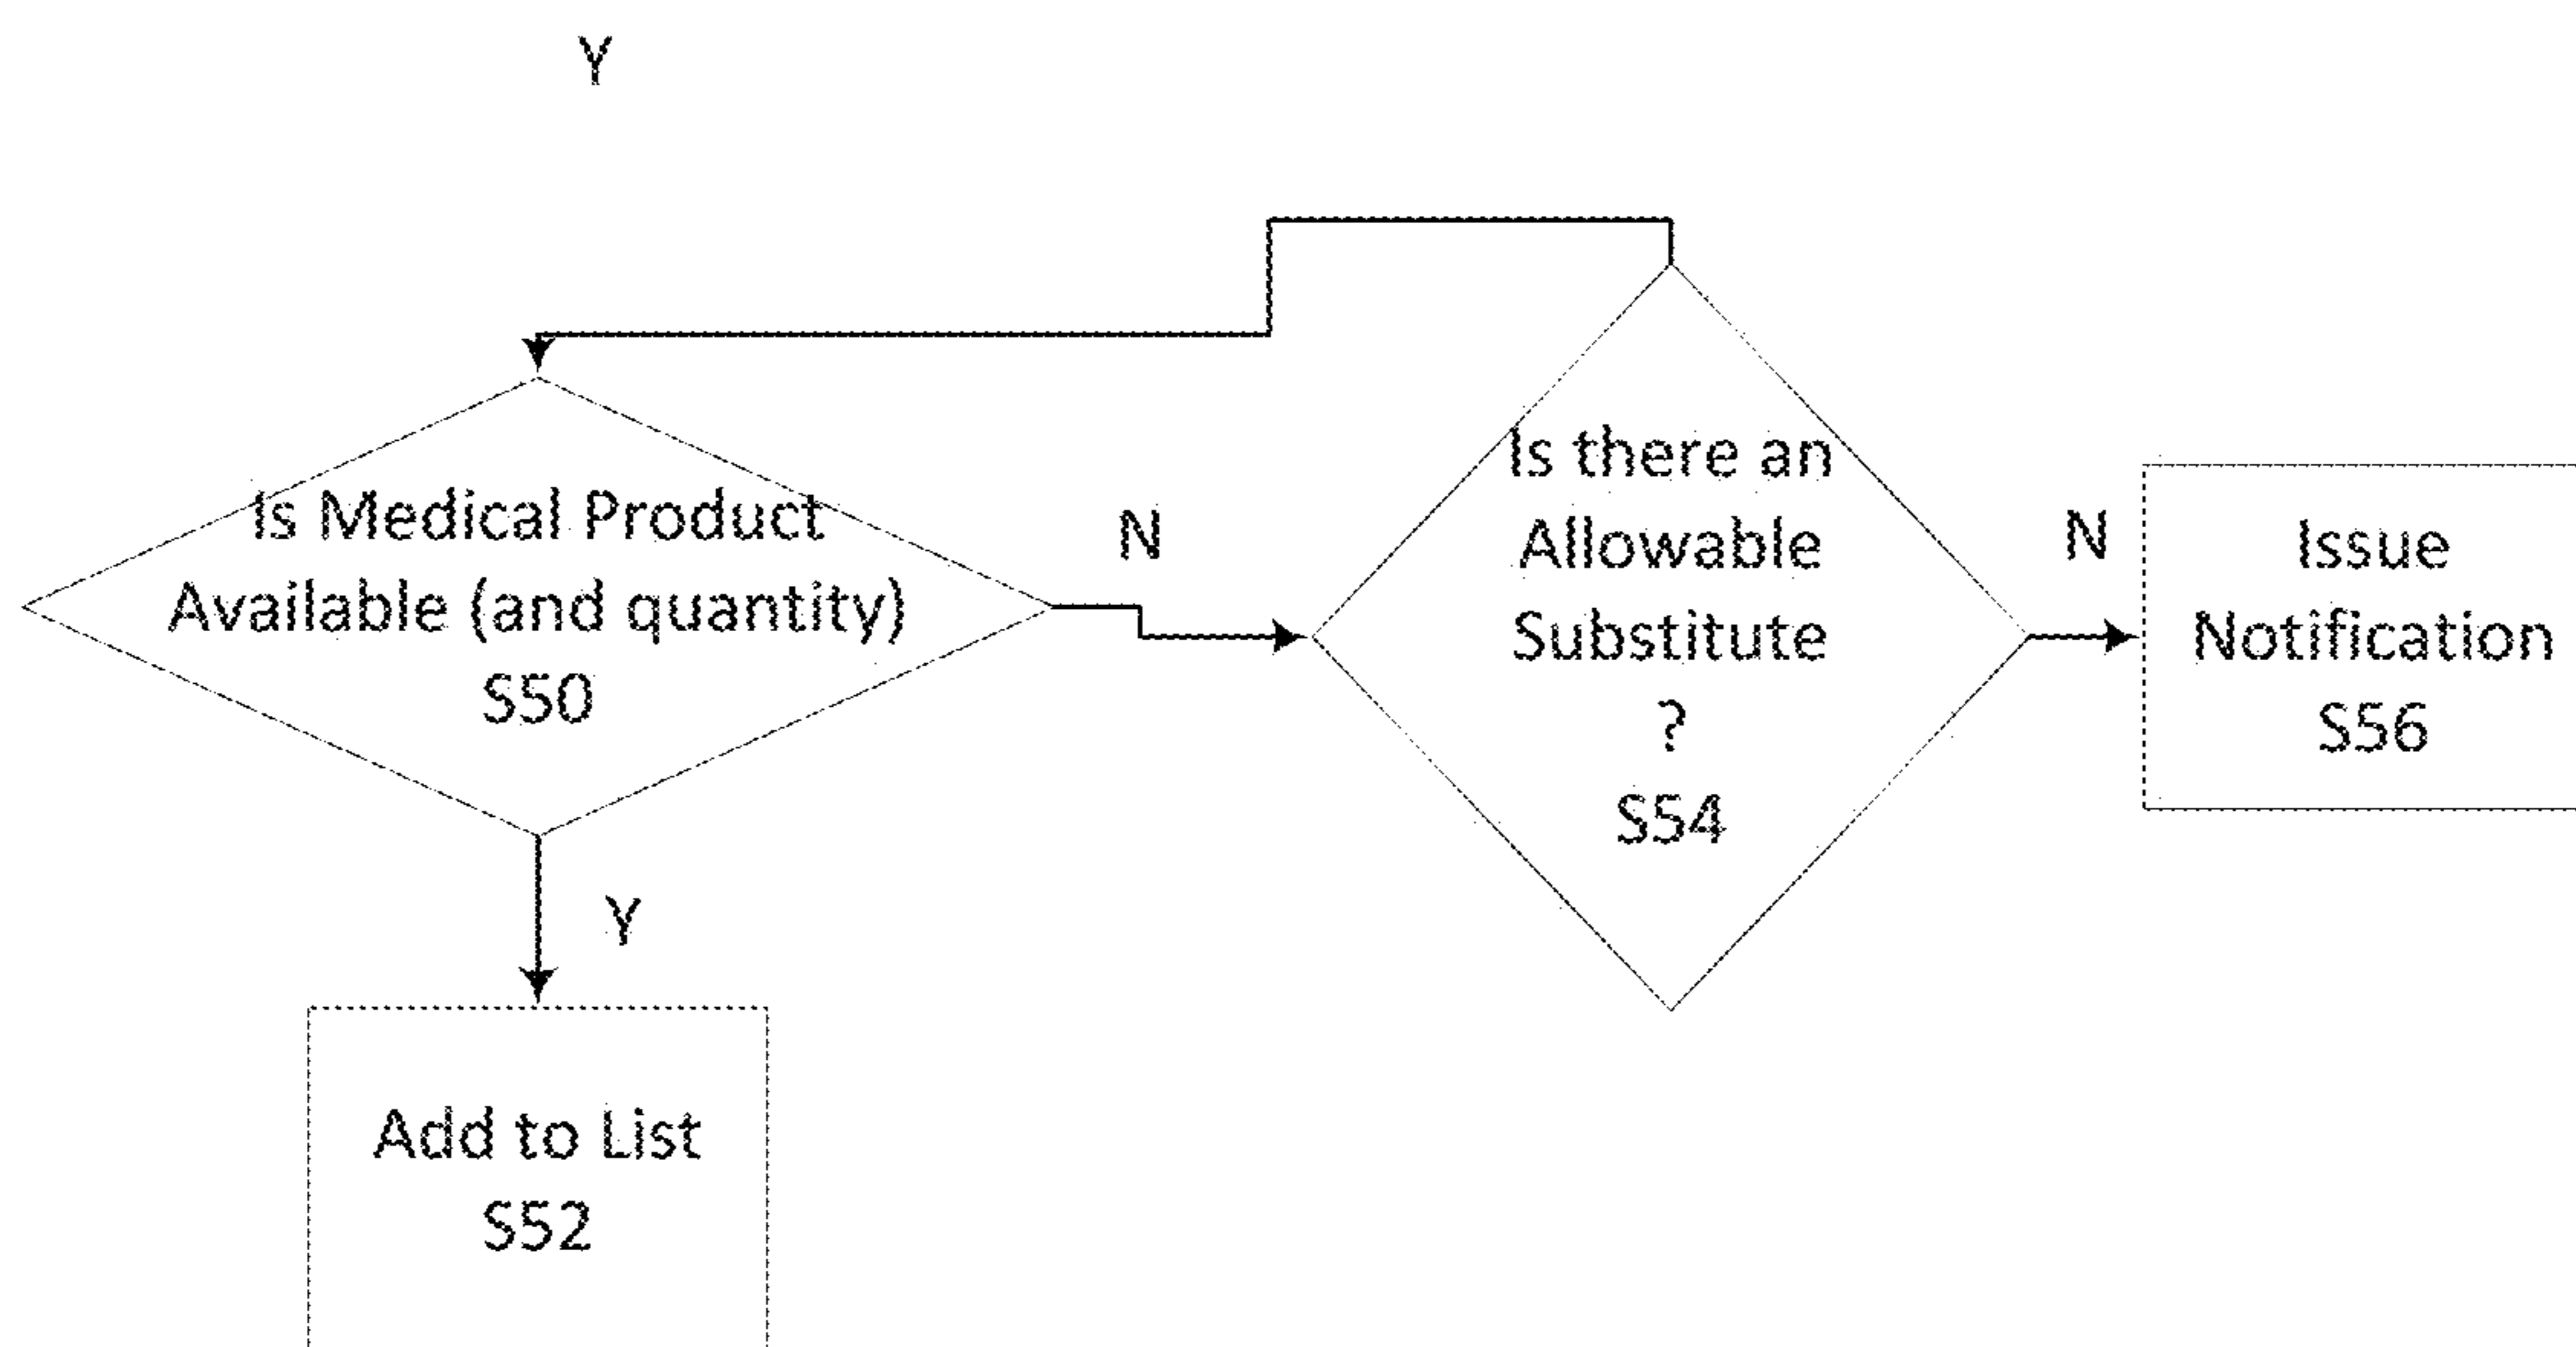 Y
Is Medical Product
Available (and quantity)
S50
N
Is there an
Allowable
Substitute
?
S54
N
Issue
Notification
S56
Y
Add to List
S52